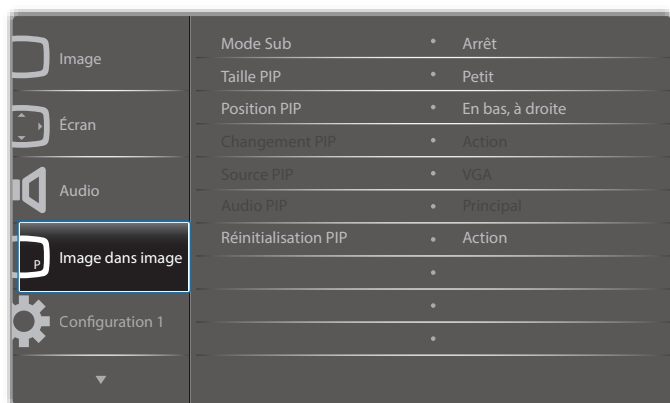 Image
Écran
Audio
P
Image dans image
Configuration 1
Mode Sub • Arrêt
Taille PIP • Petit
Position PIP • En bas, à droite
Changement PIP • Action
Source PIP • VGA
Audio PIP • Principal
Réinitialisation PIP • Action